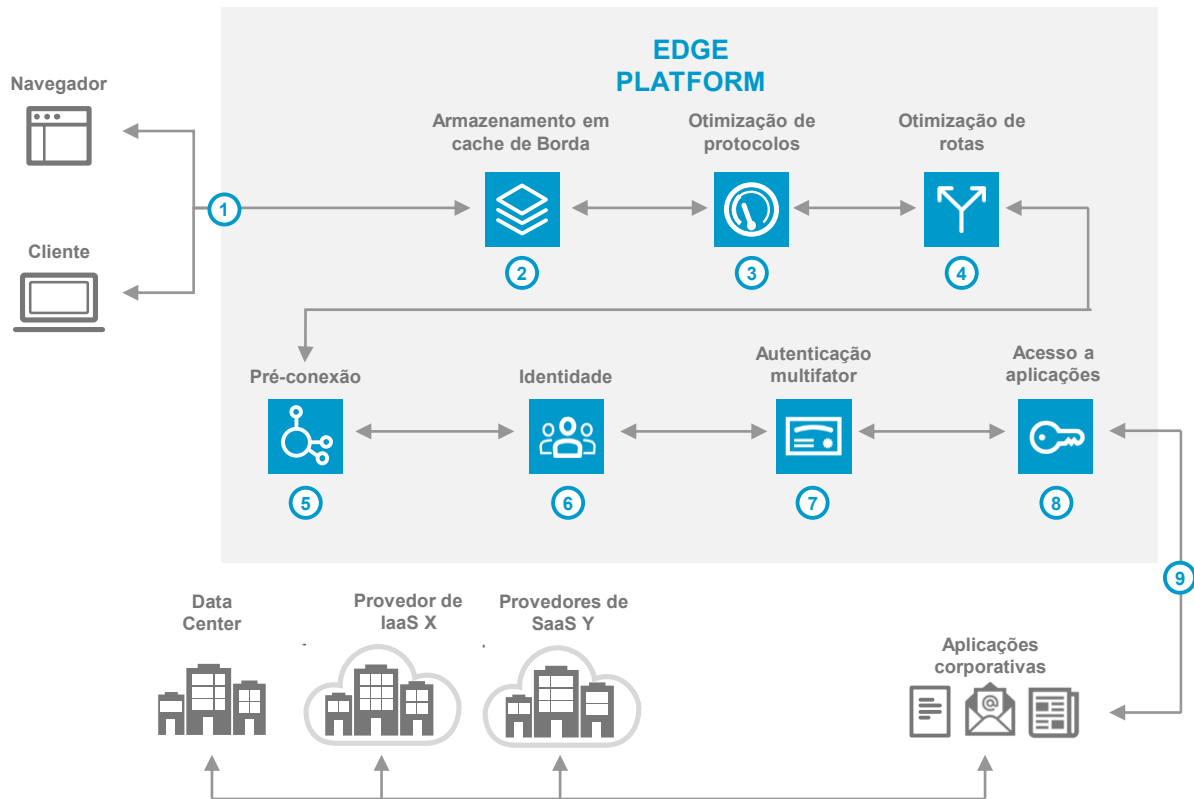 EDGE
PLATFORM
Navegador
Cliente
1
Armazenamento em
cache de Borda
2
Otimização de
protocolos
3
Otimização de
rotas
4
Pré-conexão
5
Identidade
6
Autenticação
multifator
7
Acesso a
aplicações
8
9
Data
Center
Provedor de
IaaS X
Provedores de
SaaS Y
Aplicações
corporativas
@